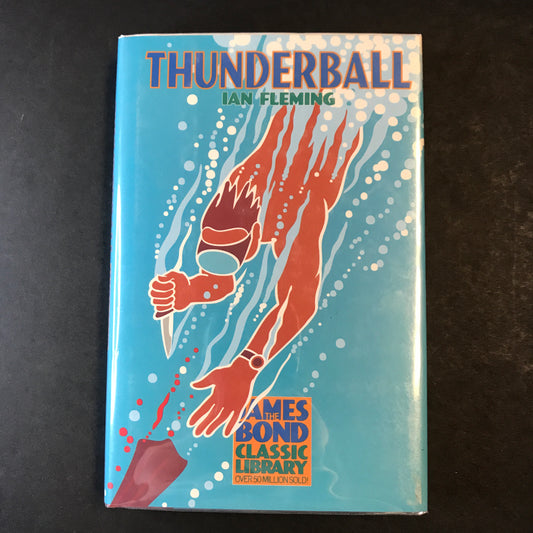 THUNDERBALL
IAN FLEMING
THE
JAMES
BOND
CLASSIC
LIBRARY
OVER 50 MILLION SOLD!